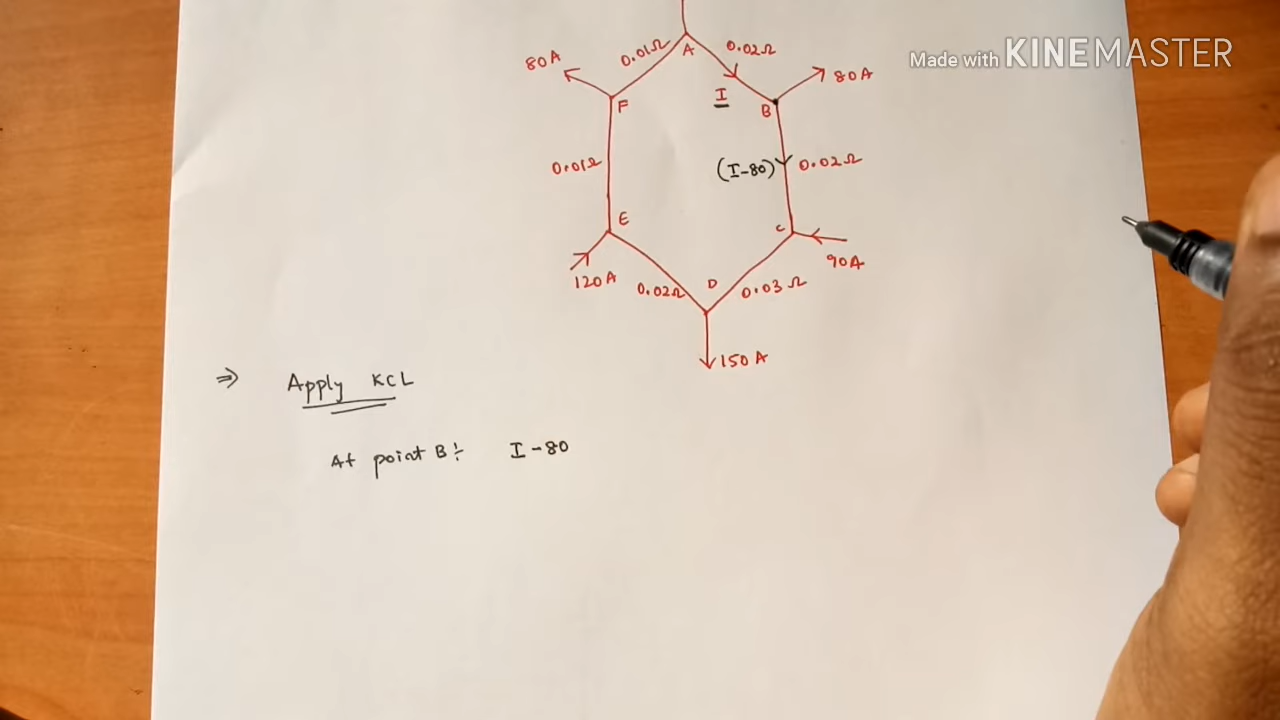 Made with KINEMASTER
80A
0.01Ω
A
0.02Ω
80A
F
I
B
0.01Ω
(I-80)
0.02Ω
E
C
120A
0.02Ω
D
0.03Ω
90A
150A
⇒ Apply KCL
At point B÷ I-80